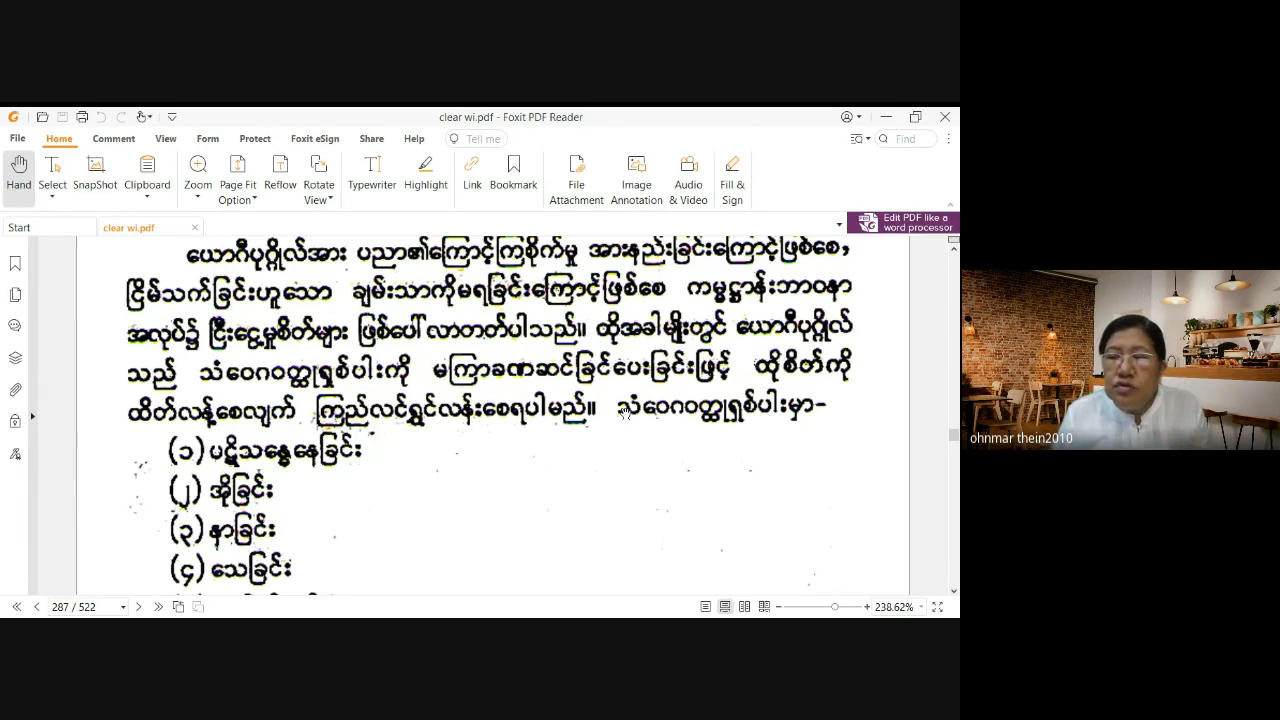 clear wi.pdf - Foxit PDF Reader
File Home Comment View Form Protect Foxit eSign Share Help Tell me Find
Hand Select SnapShot Clipboard Zoom Page Fit Option Reflow Rotate View Typewriter Highlight Link Bookmark File Attachment Image Annotation Audio & Video Fill & Sign
Start clear wi.pdf Edit PDF like a word processor
ယောဂီပုဂ္ဂိုလ်အား ပညာ၏ကြောင့်ကြစိုက်မှု အားနည်းခြင်းကြောင့်ဖြစ်စေ,
ငြိမ်သက်ခြင်းဟူသော ချမ်းသာကိုမရခြင်းကြောင့်ဖြစ်စေ ကမ္မဋ္ဌာန်းဘာဝနာ
အလုပ်၌ ငြီးငွေ့မှုစိတ်များ ဖြစ်ပေါ်လာတတ်ပါသည်။ ထိုအခါမျိုးတွင် ယောဂီပုဂ္ဂိုလ်
သည် သံဝေဂဝတ္ထုရှစ်ပါးကို မကြာခဏဆင်ခြင်ပေးခြင်းဖြင့် ထိုစိတ်ကို
ထိတ်လန့်စေလျက် ကြည်လင်ရွှင်လန်းစေရပါမည်။ သံဝေဂဝတ္ထုရှစ်ပါးမှာ-
(၁) ပဋိသန္ဓေနေခြင်း
(၂) အိုခြင်း
(၃) နာခြင်း
(၄) သေခြင်း
287 / 522 238.62%
ohnmar thein2010